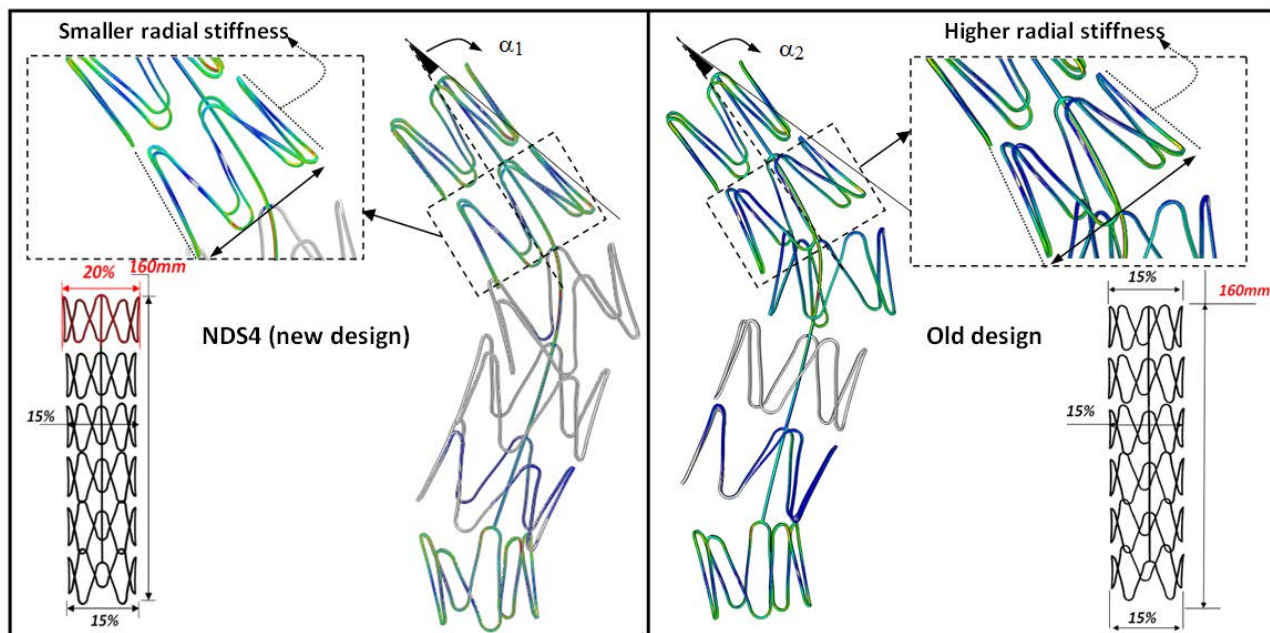 Smaller radial stiffness
α1
20%
160mm
NDS4 (new design)
15%
15%
Higher radial stiffness
α2
15%
160mm
Old design
15%
15%